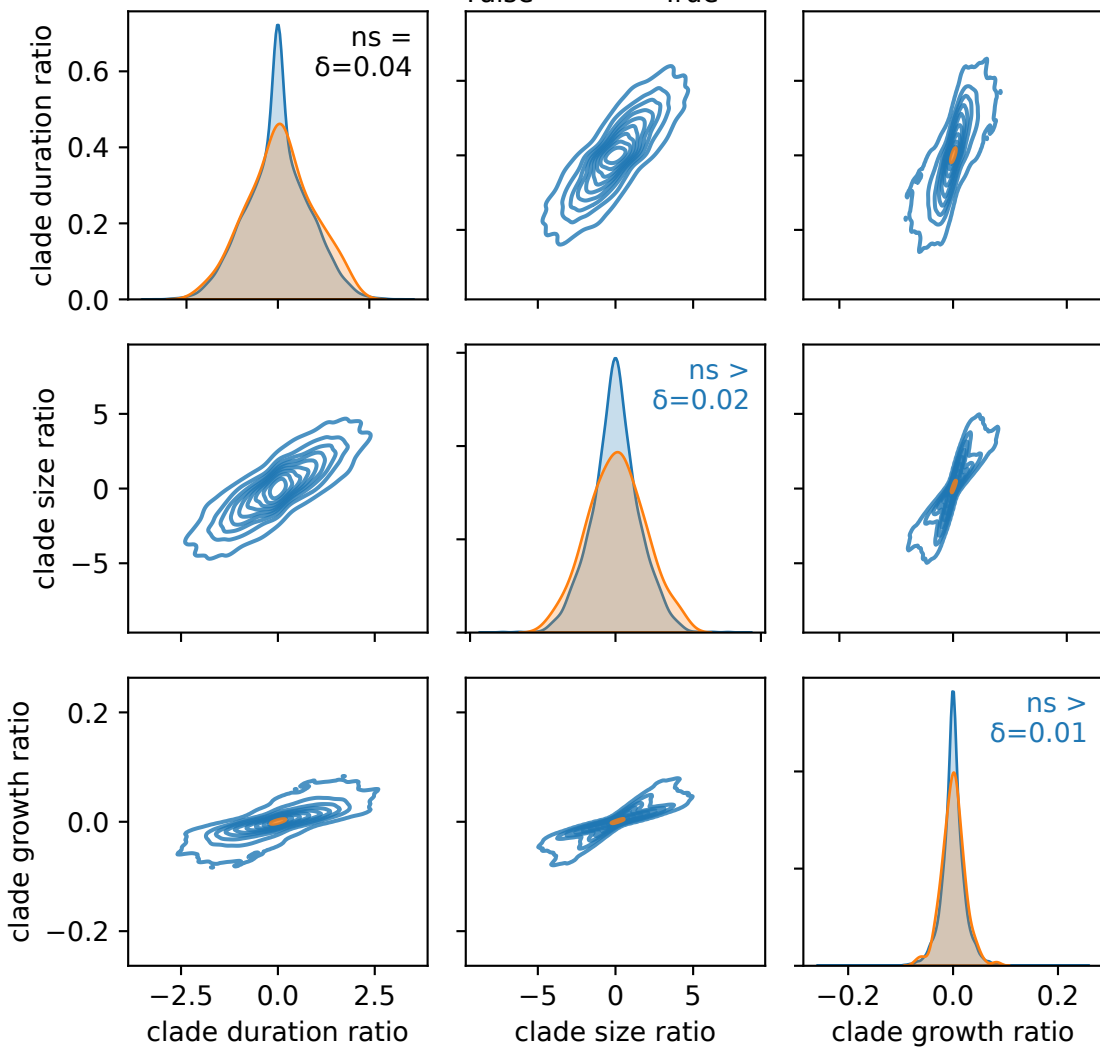 clade duration ratio
0.6
0.4
0.2
0.0
ns =
δ=0.04
clade size ratio
5
0
−5
ns >
δ=0.02
clade growth ratio
0.2
0.0
−0.2
ns >
δ=0.01
−2.5 0.0 2.5
−5 0 5
−0.2 0.0 0.2
clade duration ratio
clade size ratio
clade growth ratio